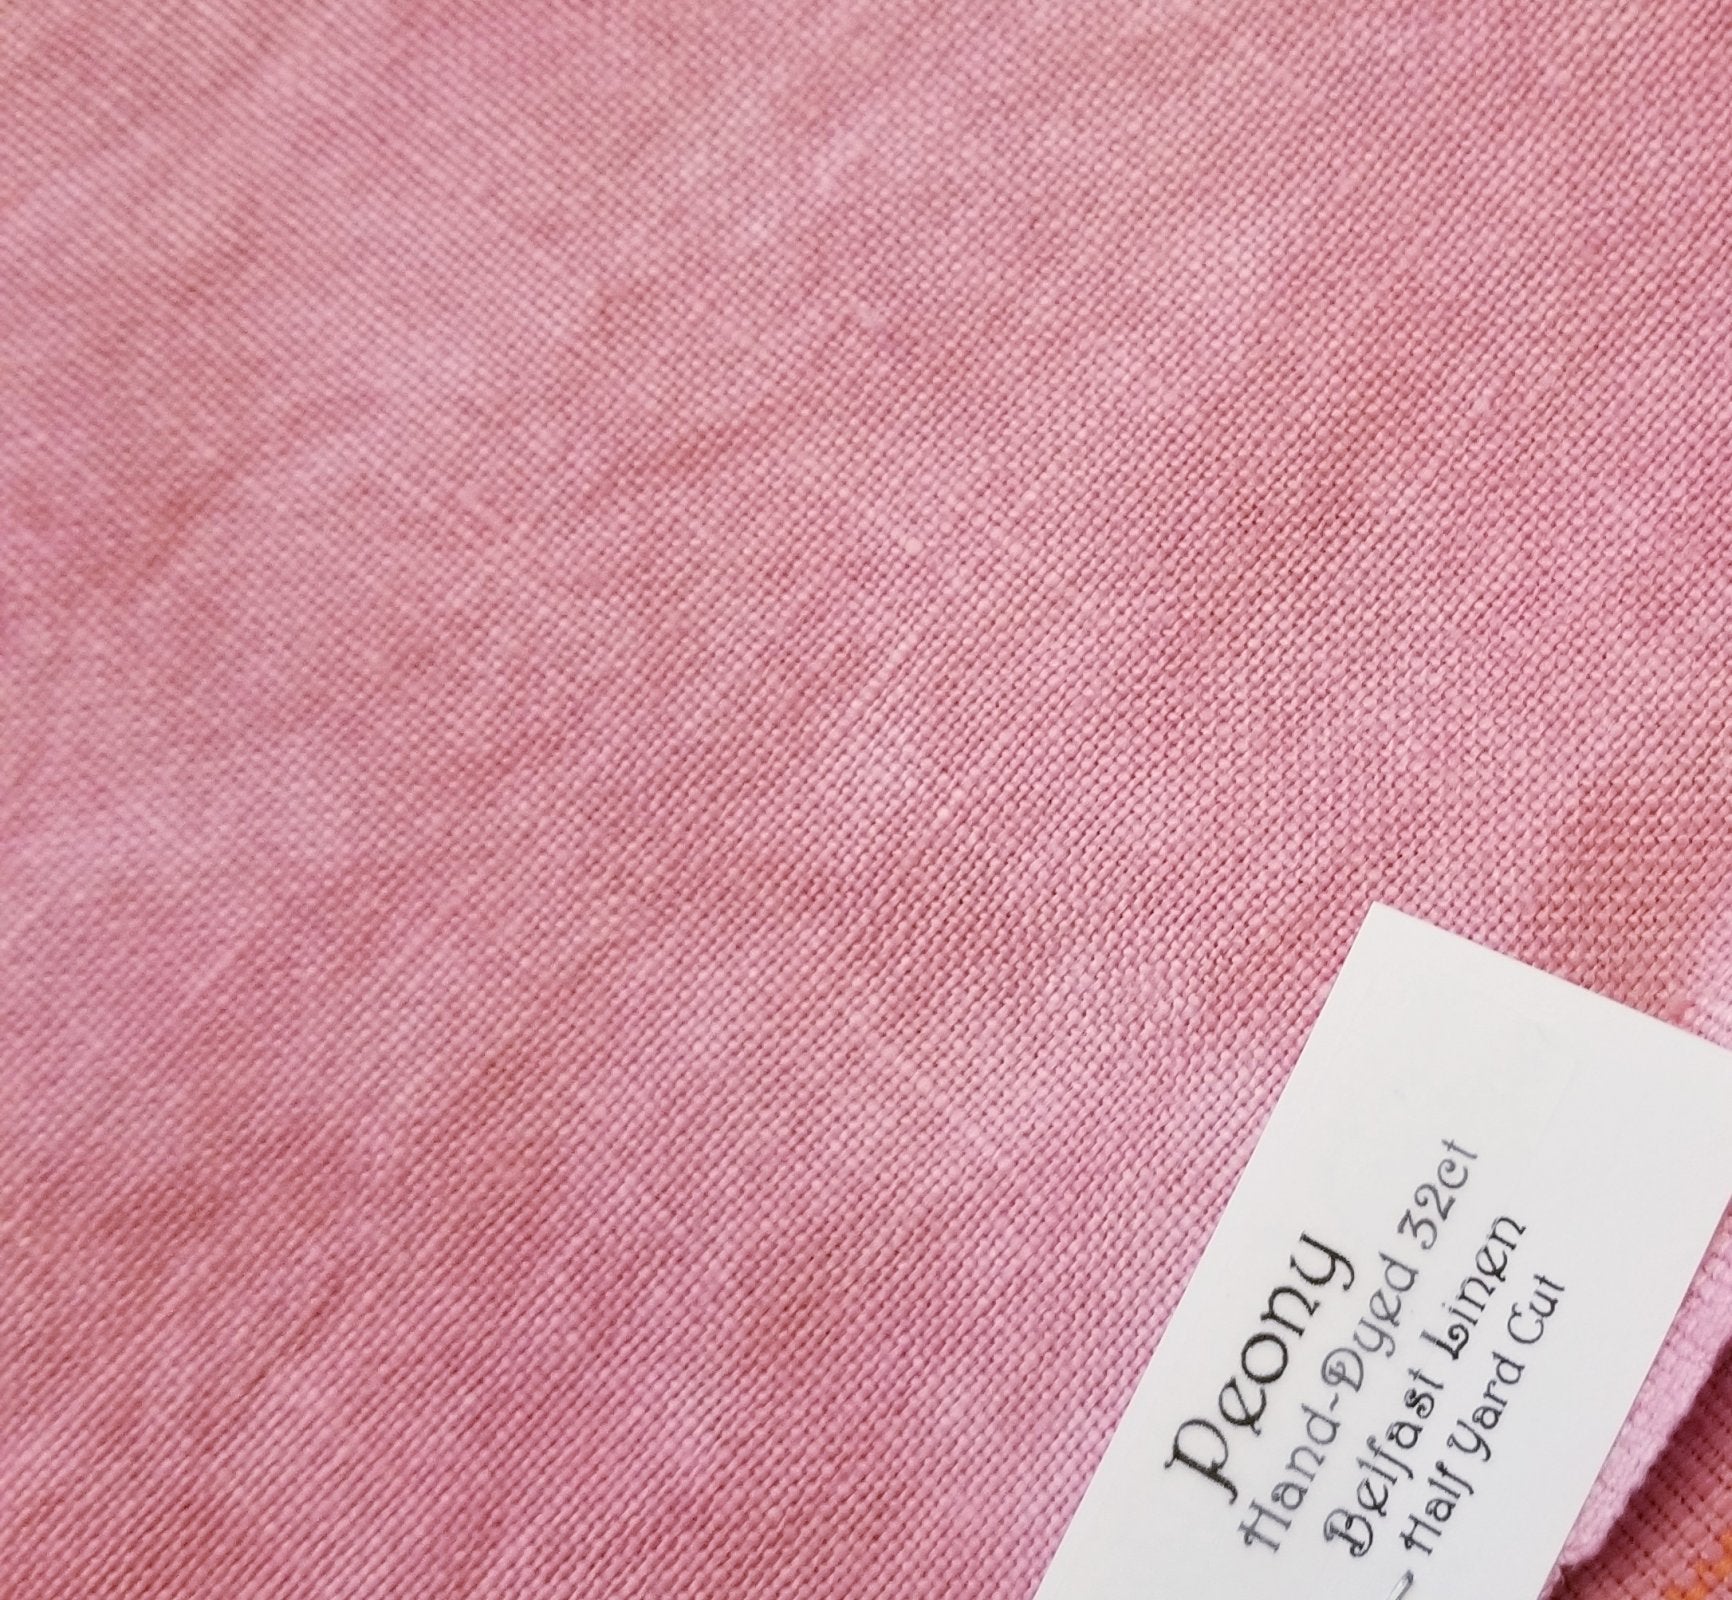 Peony
Hand-Dyed 32ct
Belfast Linen
- Half Yard Cut